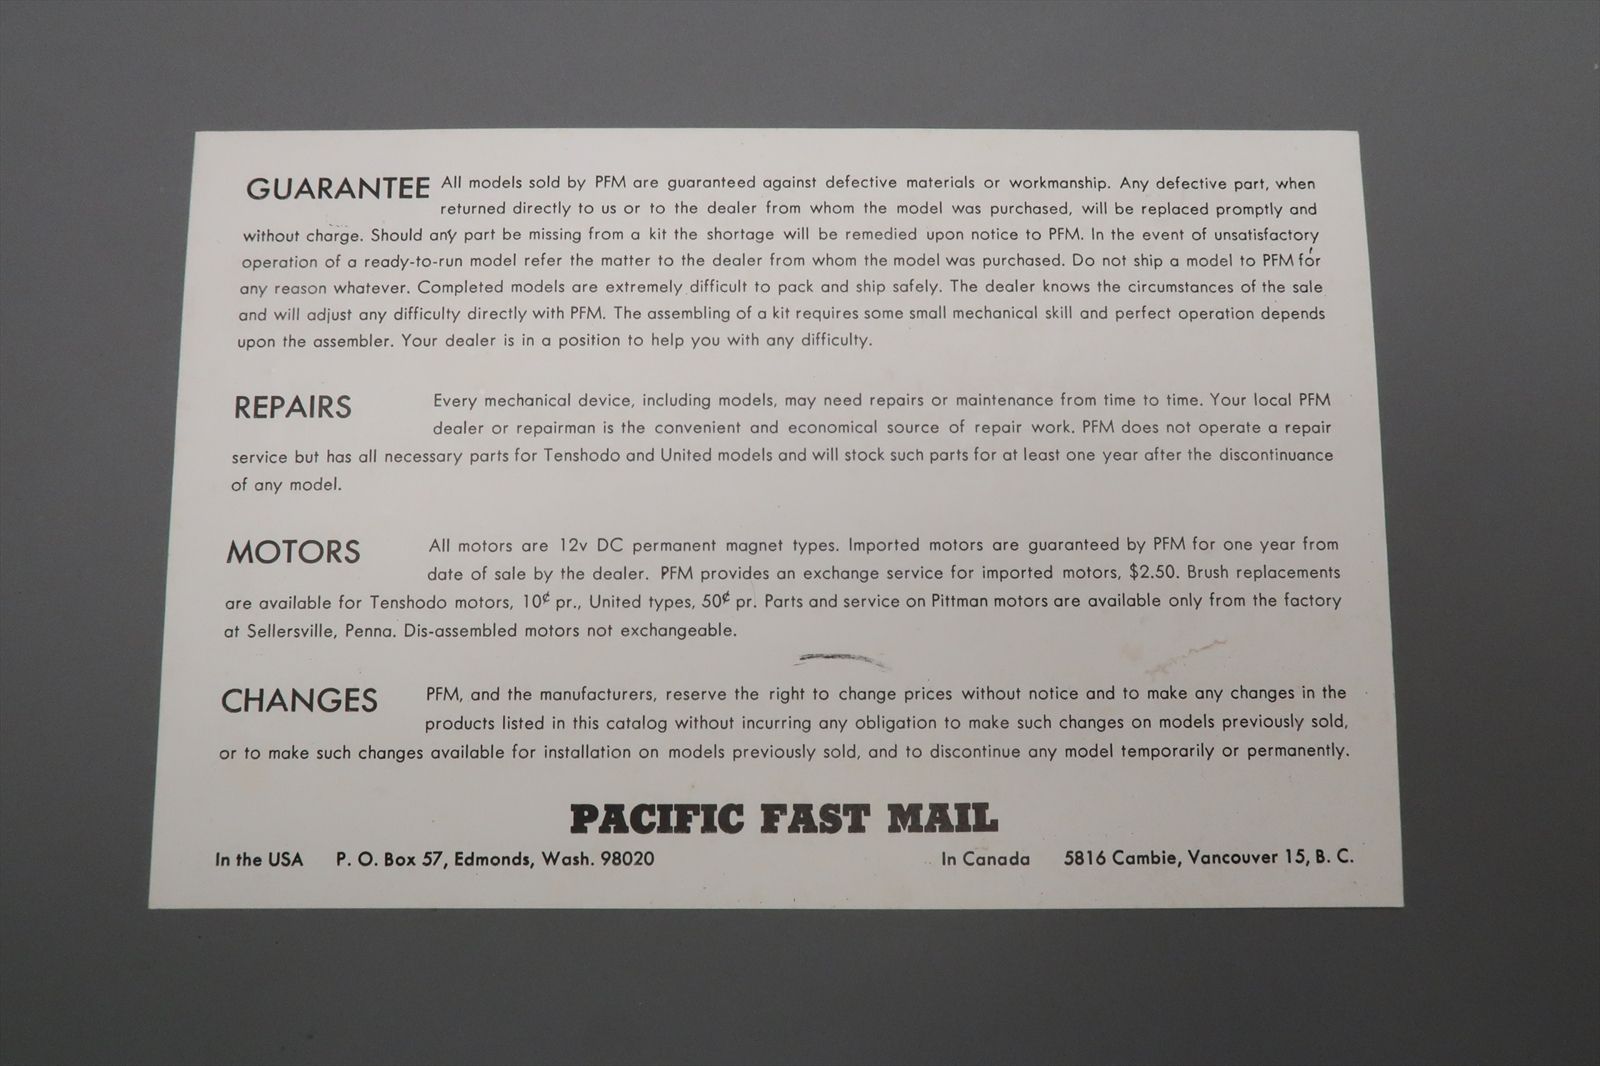 GUARANTEE All models sold by PFM are guaranteed against defective materials or workmanship. Any defective part, when
returned directly to us or to the dealer from whom the model was purchased, will be replaced promptly and
without charge. Should any part be missing from a kit the shortage will be remedied upon notice to PFM. In the event of unsatisfactory
operation of a ready-to-run model refer the matter to the dealer from whom the model was purchased. Do not ship a model to PFM for
any reason whatever. Completed models are extremely difficult to pack and ship safely. The dealer knows the circumstances of the sale
and will adjust any difficulty directly with PFM. The assembling of a kit requires some small mechanical skill and perfect operation depends
upon the assembler. Your dealer is in a position to help you with any difficulty.
REPAIRS Every mechanical device, including models, may need repairs or maintenance from time to time. Your local PFM
dealer or repairman is the convenient and economical source of repair work. PFM does not operate a repair
service but has all necessary parts for Tenshodo and United models and will stock such parts for at least one year after the discontinuance
of any model.
MOTORS All motors are 12v DC permanent magnet types. Imported motors are guaranteed by PFM for one year from
date of sale by the dealer. PFM provides an exchange service for imported motors, $2.50. Brush replacements
are available for Tenshodo motors, 10¢ pr., United types, 50¢ pr. Parts and service on Pittman motors are available only from the factory
at Sellersville, Penna. Dis-assembled motors not exchangeable.
CHANGES PFM, and the manufacturers, reserve the right to change prices without notice and to make any changes in the
products listed in this catalog without incurring any obligation to make such changes on models previously sold,
or to make such changes available for installation on models previously sold, and to discontinue any model temporarily or permanently.
PACIFIC FAST MAIL
In the USA P. O. Box 57, Edmonds, Wash. 98020 In Canada 5816 Cambie, Vancouver 15, B. C.